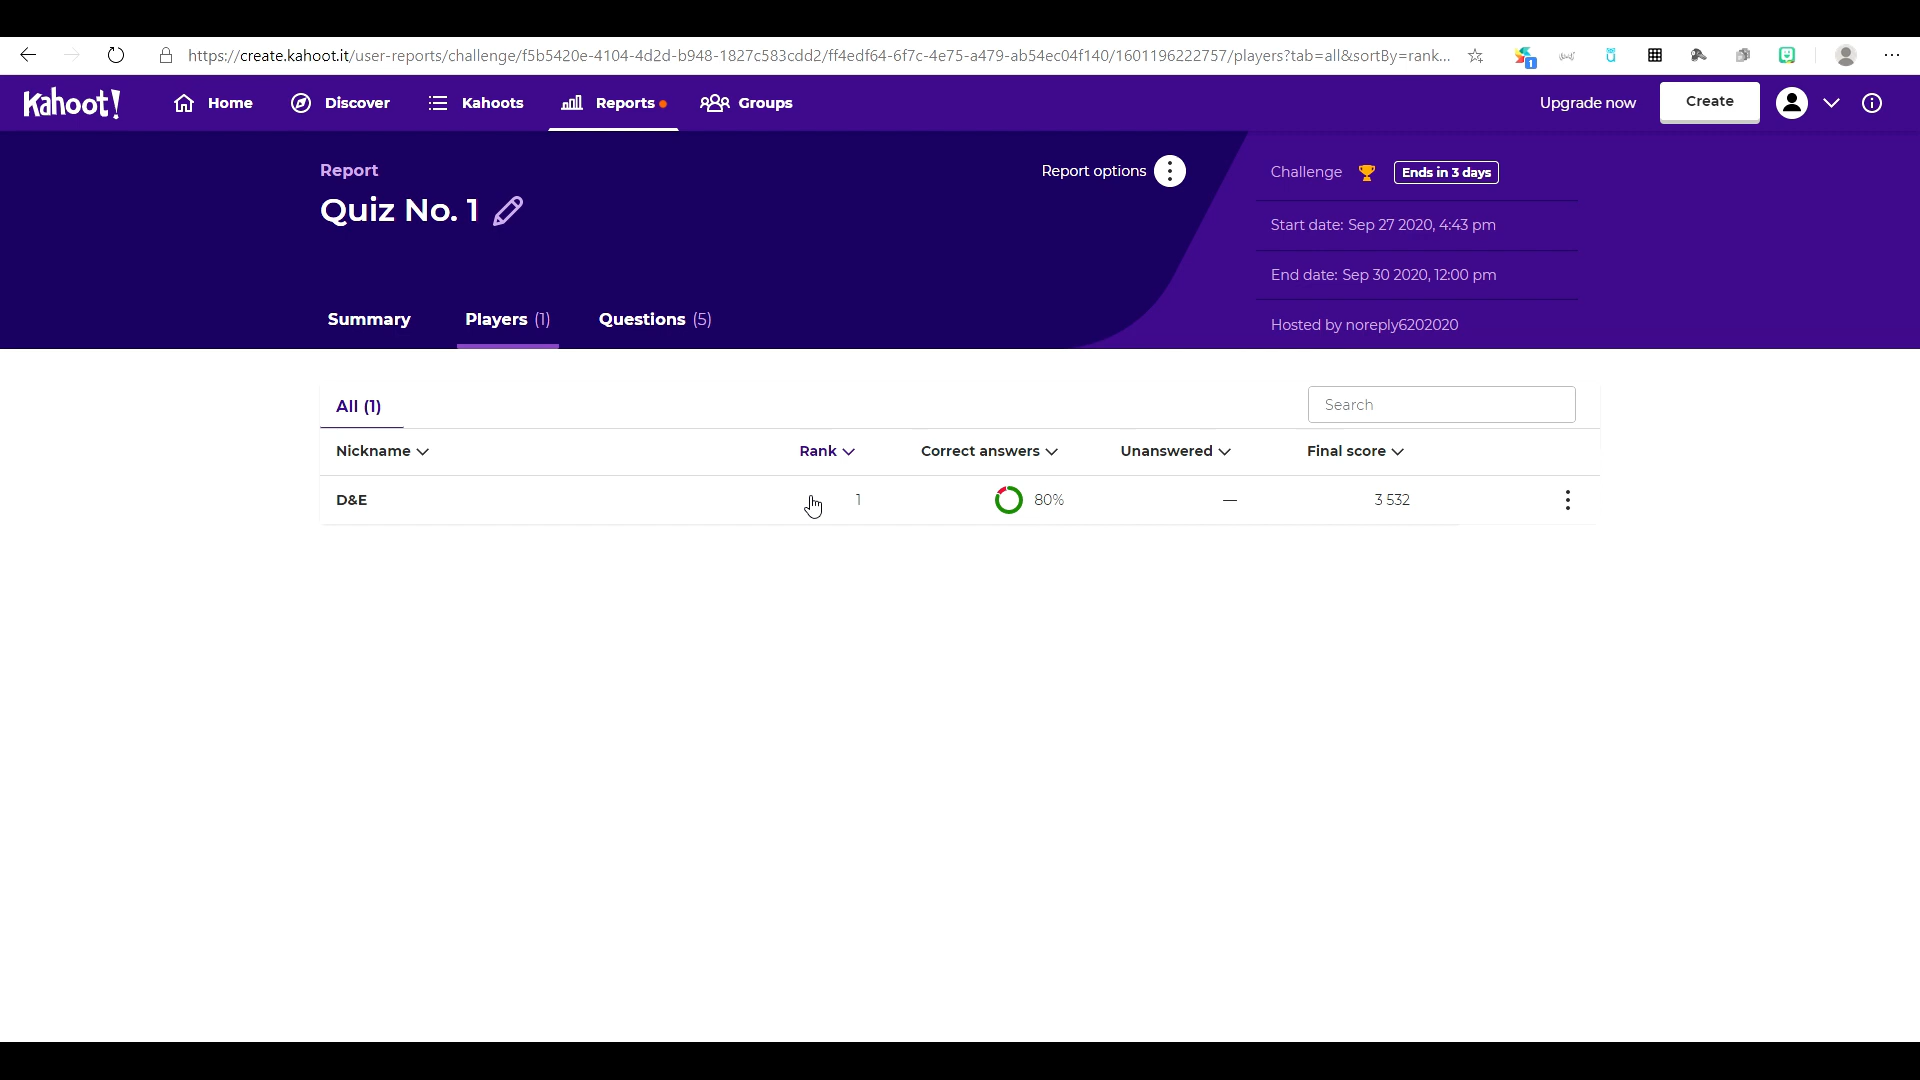 https://create.kahoot.it/user-reports/challenge/f5b5420e-4104-4d2d-b948-1827c583cdd2/ff4edf64-6f7c-4e75-a479-ab54ec04f140/1601196222757/players?tab=all&sortBy=rank...
1
Kahoot!
Home
Discover
Kahoots
Reports
Groups
Upgrade now
Create
Report
Report options
Challenge
Ends in 3 days
Quiz No. 1
Start date: Sep 27 2020, 4:43 pm
End date: Sep 30 2020, 12:00 pm
Summary
Players (1)
Questions (5)
Hosted by noreply6202020
All (1)
Search
Nickname
Rank
Correct answers
Unanswered
Final score
D&E
1
80%
—
3 532